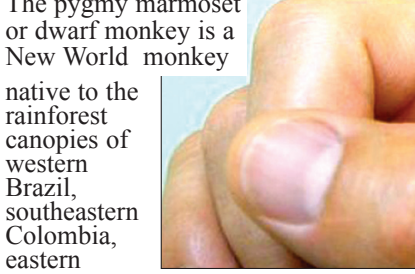 The pygmy marmoset
or dwarf monkey is a
New World monkey
native to the
rainforest
canopies of
western
Brazil,
southeastern
Colombia,
eastern